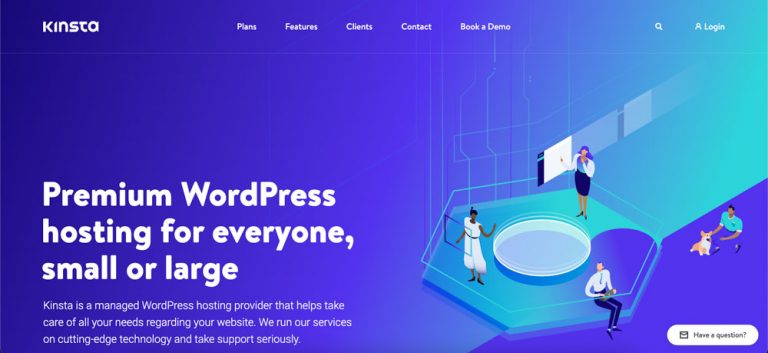 KINSTA
Plans Features Clients Contact Book a Demo Login
Premium WordPress
hosting for everyone,
small or large
Kinsta is a managed WordPress hosting provider that helps take
care of all your needs regarding your website. We run our services
on cutting-edge technology and take support seriously.
Have a question?